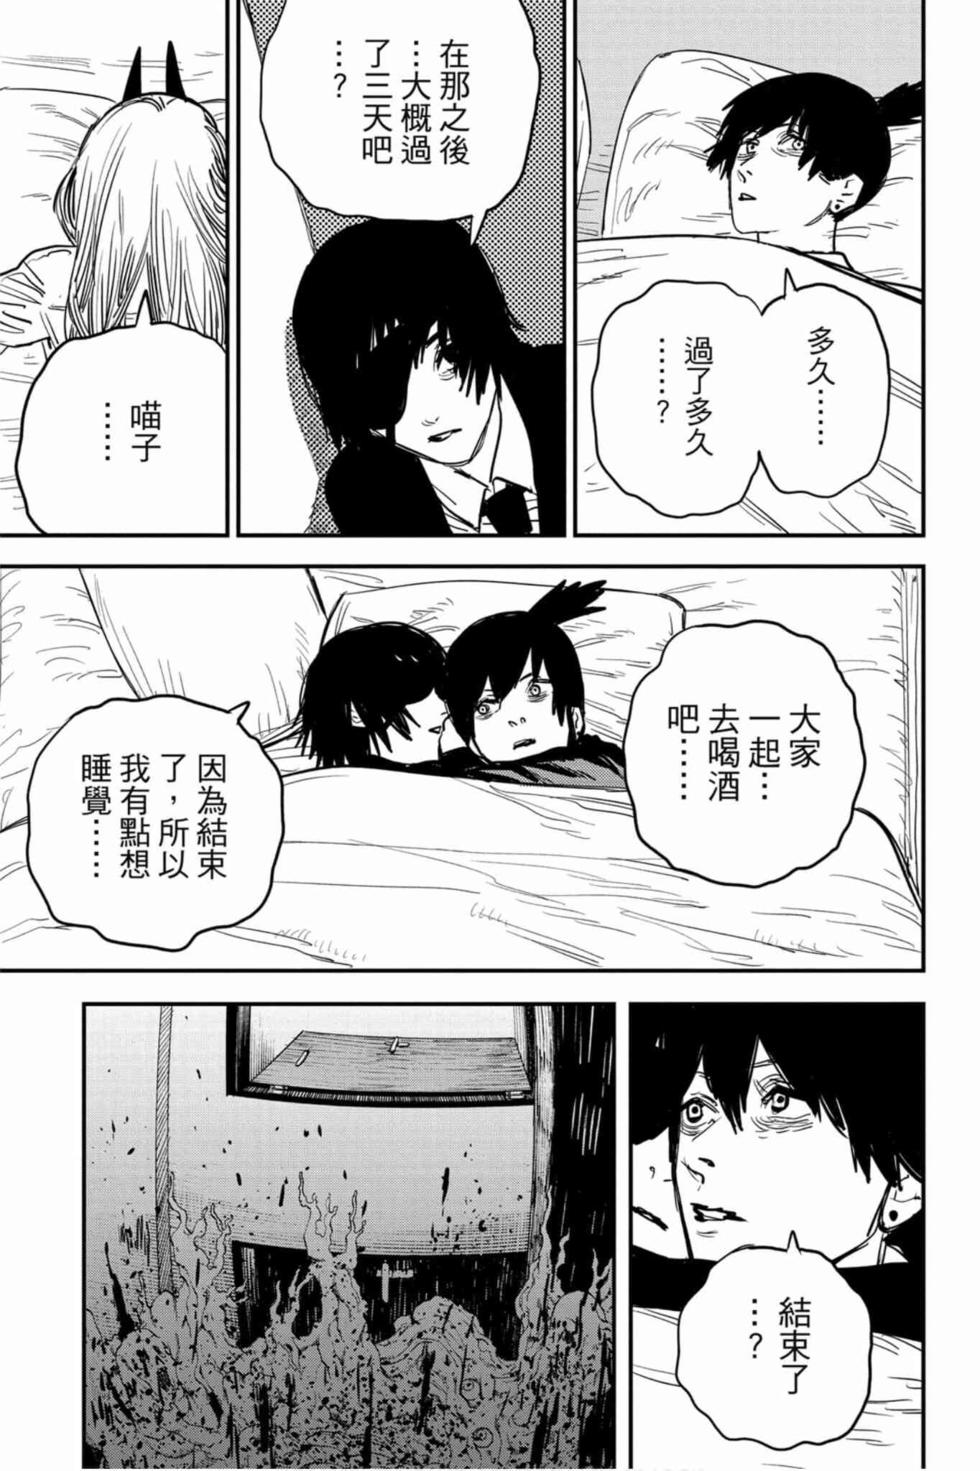 多久……
過了多久
……?
在那之後
…大概過
了三天吧
…?
喵子
……
大家
一起…
去喝酒
吧……
因為結束
了，所以
我有點想
睡覺……
結束了
…?